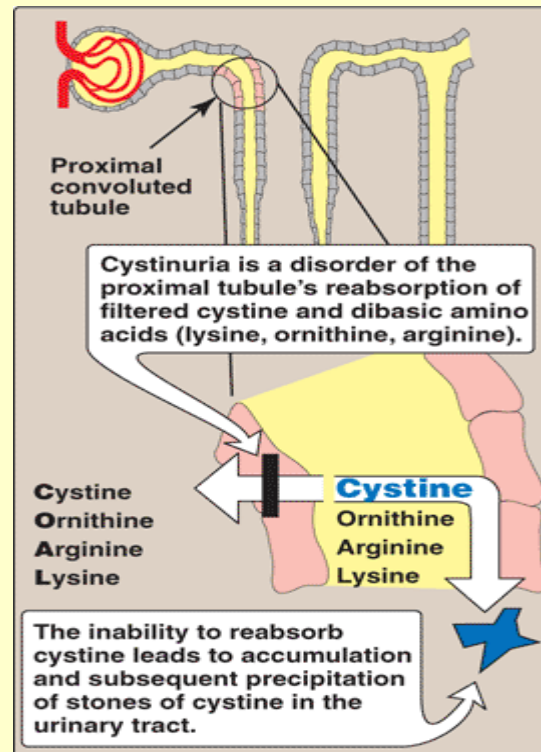 Proximal
convoluted
tubule
Cystinuria is a disorder of the
proximal tubule's reabsorption of
filtered cystine and dibasic amino
acids (lysine, ornithine, arginine).
Cystine
Ornithine
Arginine
Lysine
Cystine
Ornithine
Arginine
Lysine
The inability to reabsorb
cystine leads to accumulation
and subsequent precipitation
of stones of cystine in the
urinary tract.